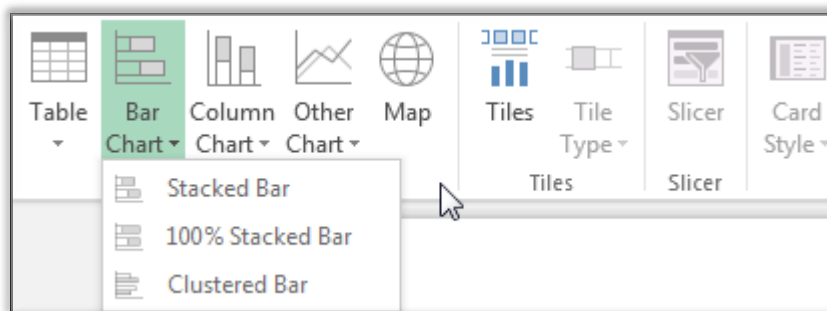 Table
Bar
Chart
Column
Chart
Other
Chart
Map
Tiles
Tile
Type
Slicer
Card
Style
Tiles
Slicer
Stacked Bar
100% Stacked Bar
Clustered Bar